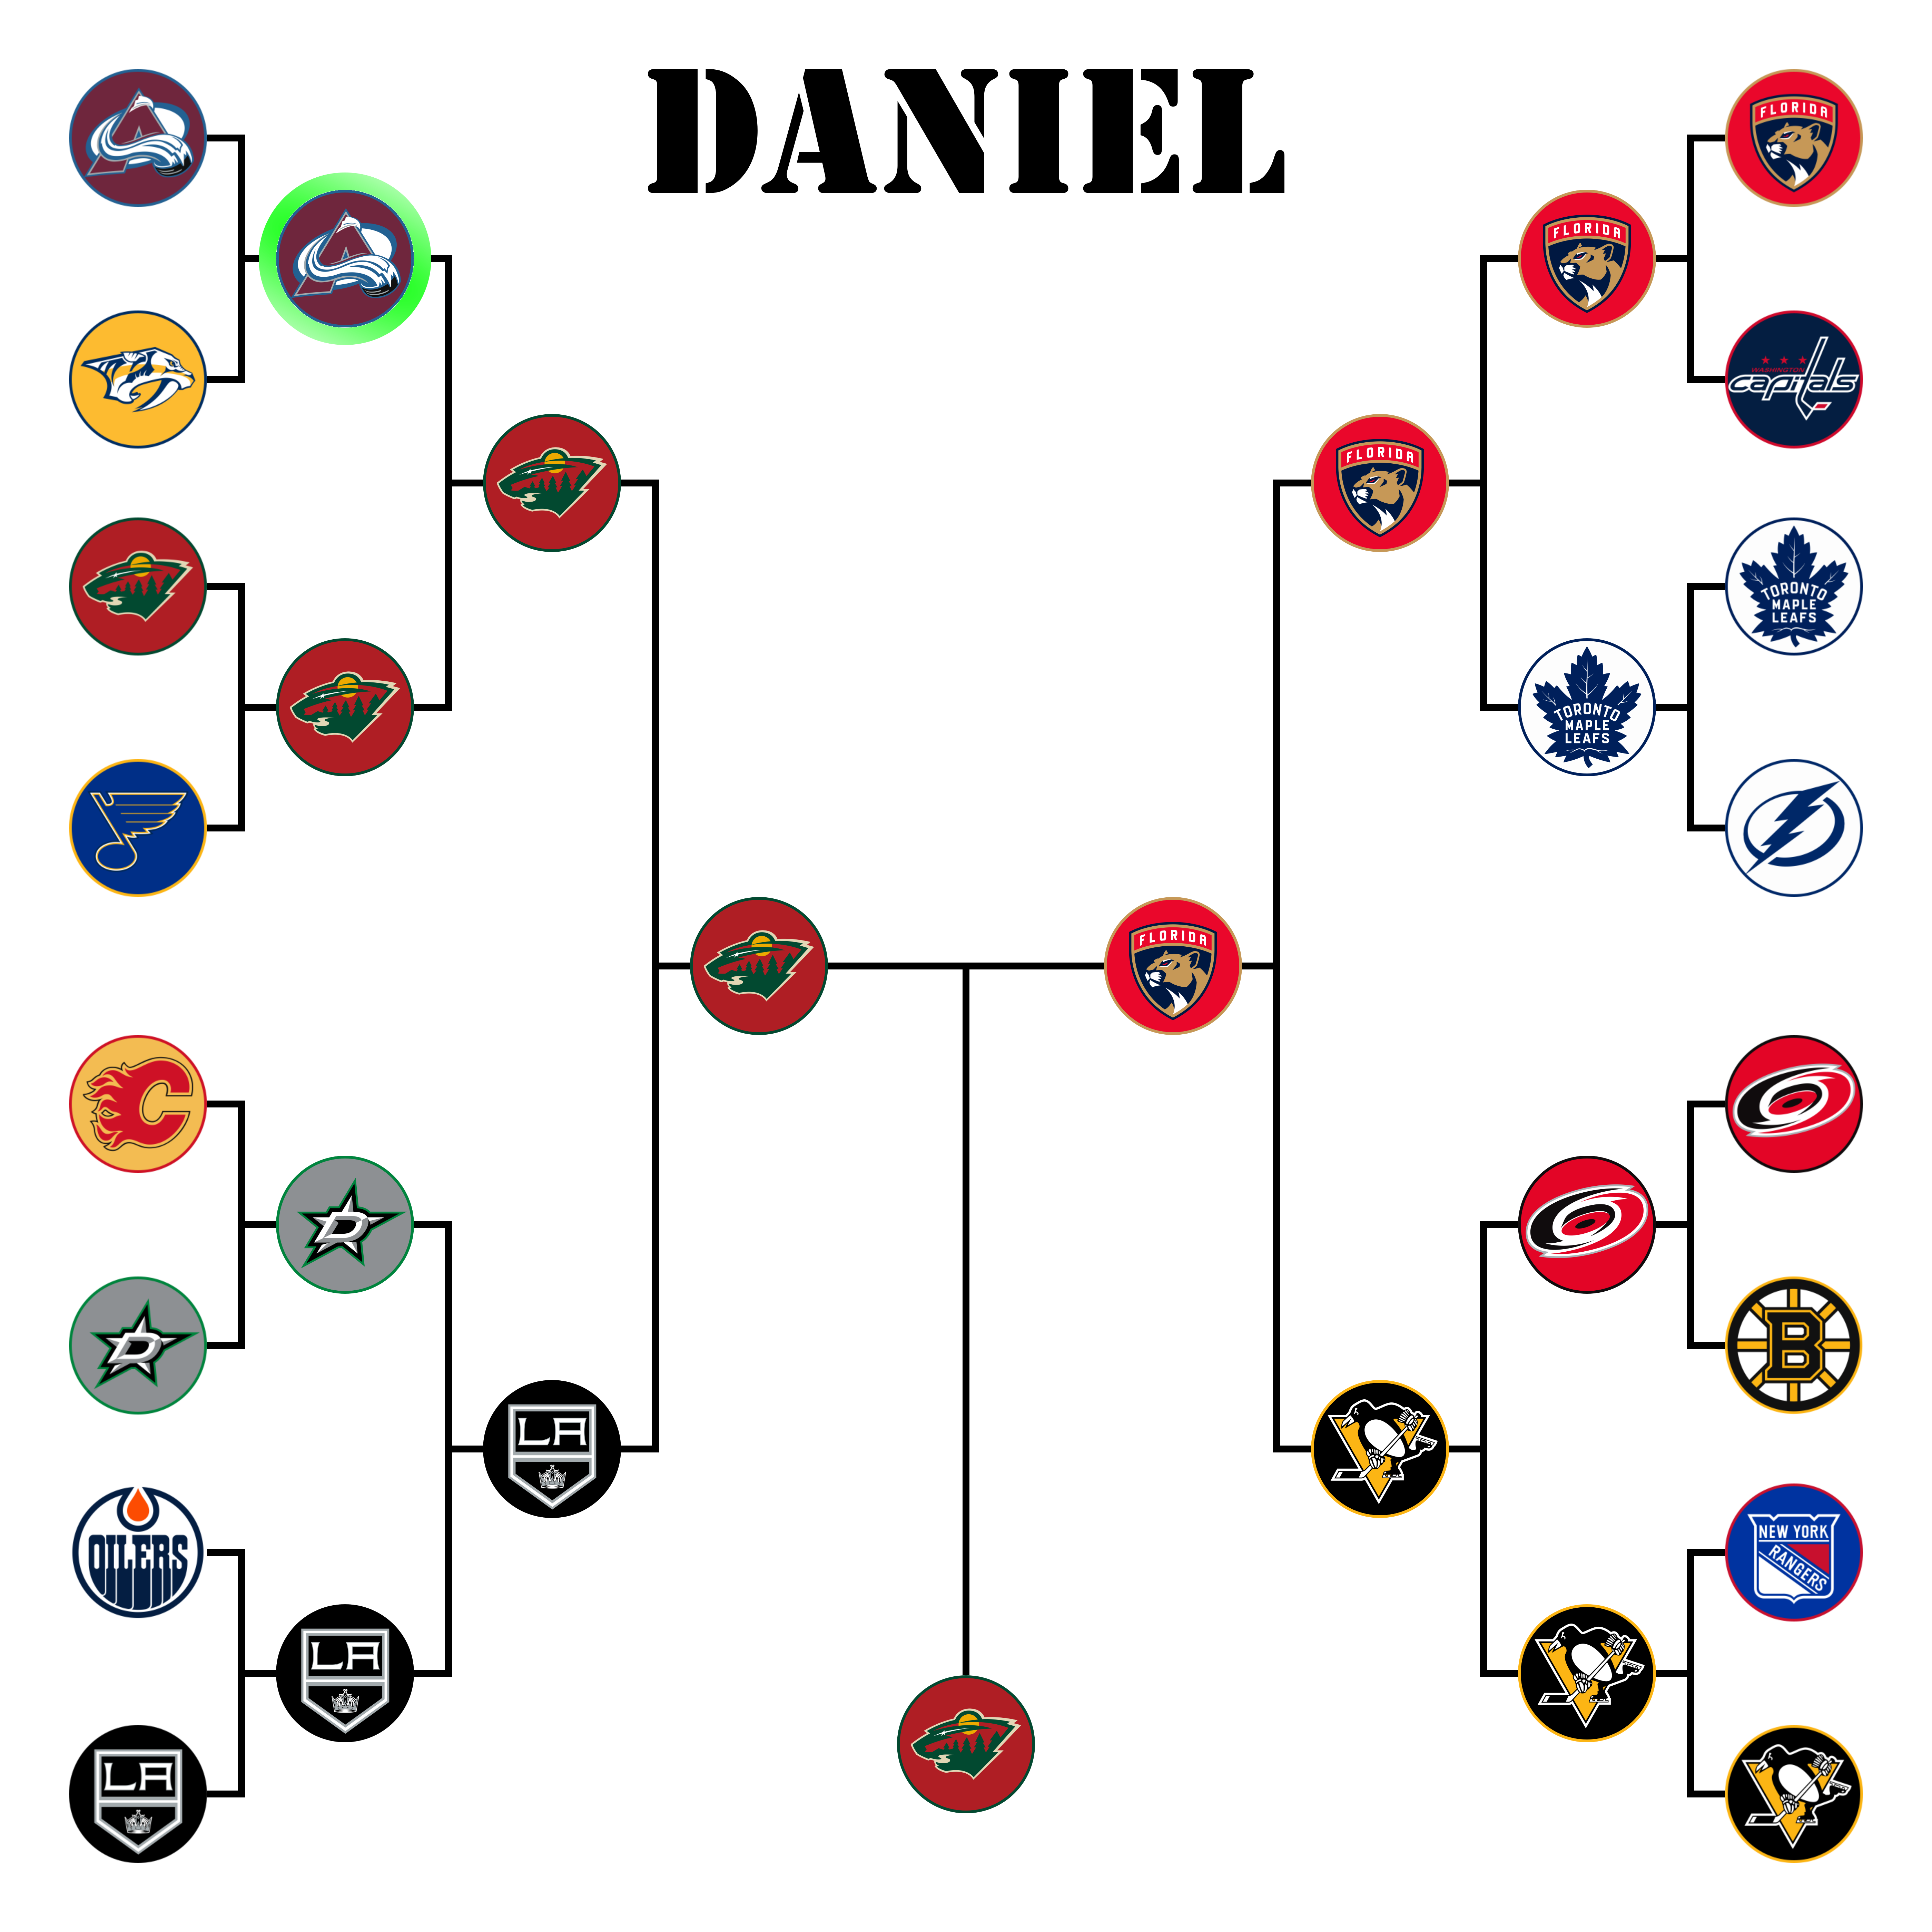 DANIEL
FLORIDA
FLORIDA
WASHINGTON
capitals
FLORIDA
TORONTO
MAPLE
LEAFS
TORONTO
MAPLE
LEAFS
FLORIDA
C
D
B
D
LA
OILERS
NEW YORK
RANGERS
LA
LA